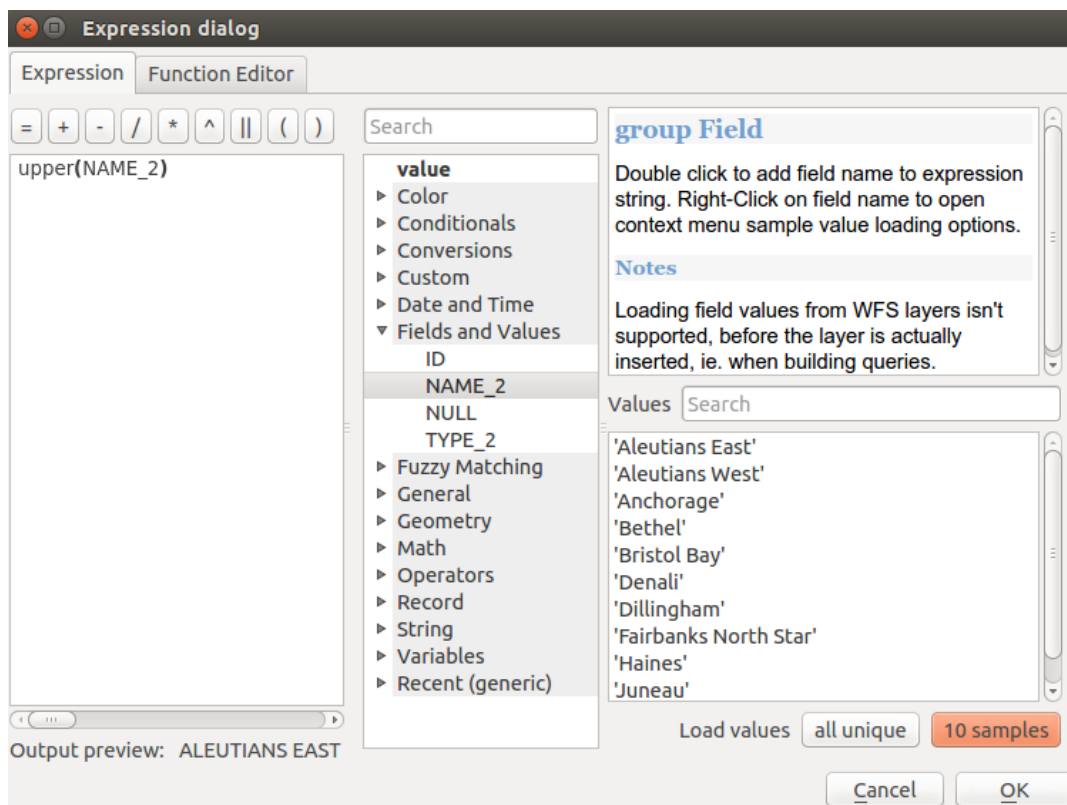 Expression dialog
Expression
Function Editor
= + - / * ^ || ( )
upper(NAME_2)
Output preview: ALEUTIANS EAST
Search
value
Color
Conditionals
Conversions
Custom
Date and Time
Fields and Values
ID
NAME_2
NULL
TYPE_2
Fuzzy Matching
General
Geometry
Math
Operators
Record
String
Variables
Recent (generic)
group Field
Double click to add field name to expression
string. Right-Click on field name to open
context menu sample value loading options.
Notes
Loading field values from WFS layers isn't
supported, before the layer is actually
inserted, ie. when building queries.
Values Search
'Aleutians East'
'Aleutians West'
'Anchorage'
'Bethel'
'Bristol Bay'
'Denali'
'Dillingham'
'Fairbanks North Star'
'Haines'
'Juneau'
Load values all unique 10 samples
Cancel OK